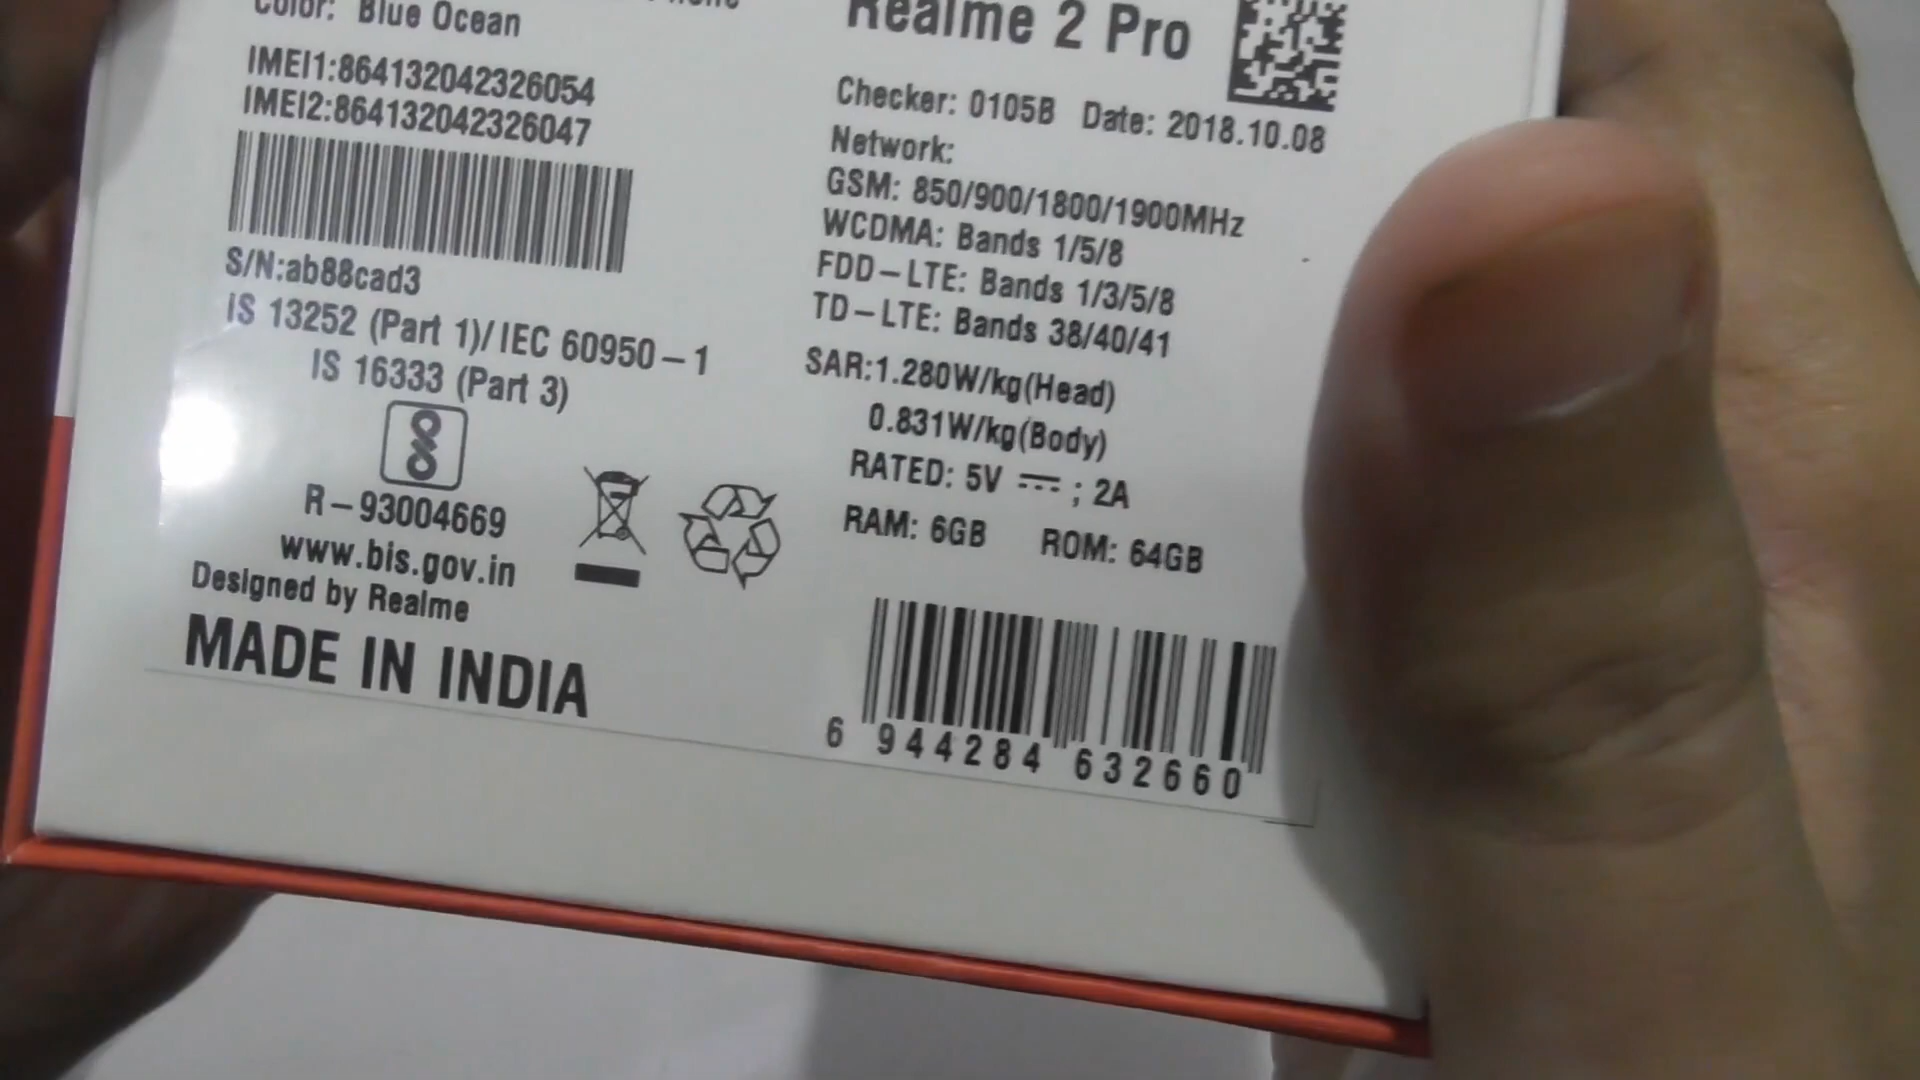 Color: Blue Ocean
IMEI1:864132042326054
IMEI2:864132042326047
S/N:ab88cad3
IS 13252 (Part 1)/IEC 60950-1
IS 16333 (Part 3)
R-93004669
www.bis.gov.in
Designed by Realme
MADE IN INDIA
Realme 2 Pro
Checker: 0105B Date: 2018.10.08
Network:
GSM: 850/900/1800/1900MHz
WCDMA: Bands 1/5/8
FDD-LTE: Bands 1/3/5/8
TD-LTE: Bands 38/40/41
SAR:1.280W/kg(Head)
0.831W/kg(Body)
RATED: 5V ⎓ ; 2A
RAM: 6GB ROM: 64GB
6 944284 632660